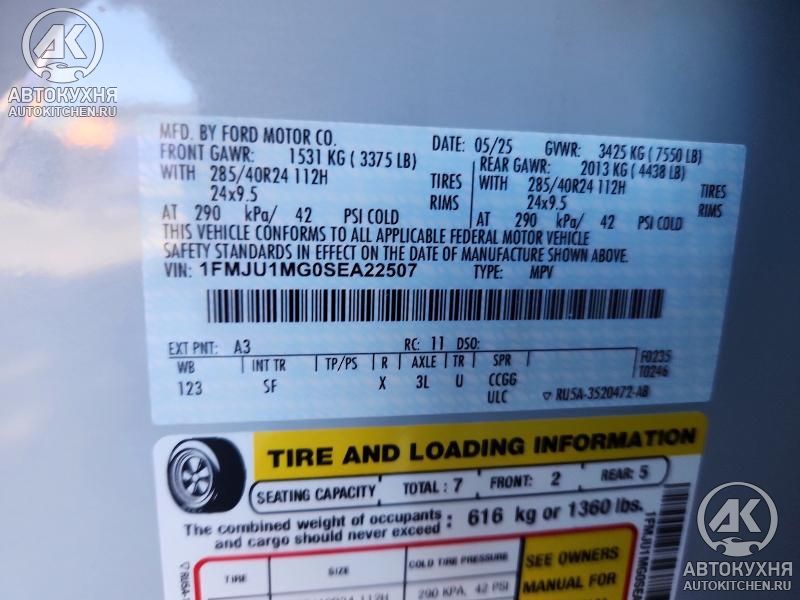 АК
АВТОКУХНЯ
AUTOKITCHEN.RU
MFD. BY FORD MOTOR CO. DATE: 05/25 GVWR: 3425 KG (7550 LB)
FRONT GAWR: 1531 KG (3375 LB) REAR GAWR: 2013 KG (4438 LB)
WITH 285/40R24 112H TIRES WITH 285/40R24 112H TIRES
24x9.5 RIMS 24x9.5 RIMS
AT 290 kPa/ 42 PSI COLD AT 290 kPa/ 42 PSI COLD
THIS VEHICLE CONFORMS TO ALL APPLICABLE FEDERAL MOTOR VEHICLE
SAFETY STANDARDS IN EFFECT ON THE DATE OF MANUFACTURE SHOWN ABOVE.
VIN: 1FMJU1MG0SEA22507 TYPE: MPV
EXT PNT: A3 RC: 11 DSO:
WB INT TR TP/PS R AXLE TR SPR F0235
123 SF X 3L U CCGG T0246
ULC ▽ RU5A-3520472-AB
TIRE AND LOADING INFORMATION
SEATING CAPACITY TOTAL: 7 FRONT: 2 REAR: 5
The combined weight of occupants and cargo should never exceed: 616 kg or 1360 lbs.
TIRE SIZE COLD TIRE PRESSURE SEE OWNERS
MANUAL FOR
290 KPA, 42 PSI
АК
АВТОКУХНЯ
AUTOKITCHEN.RU